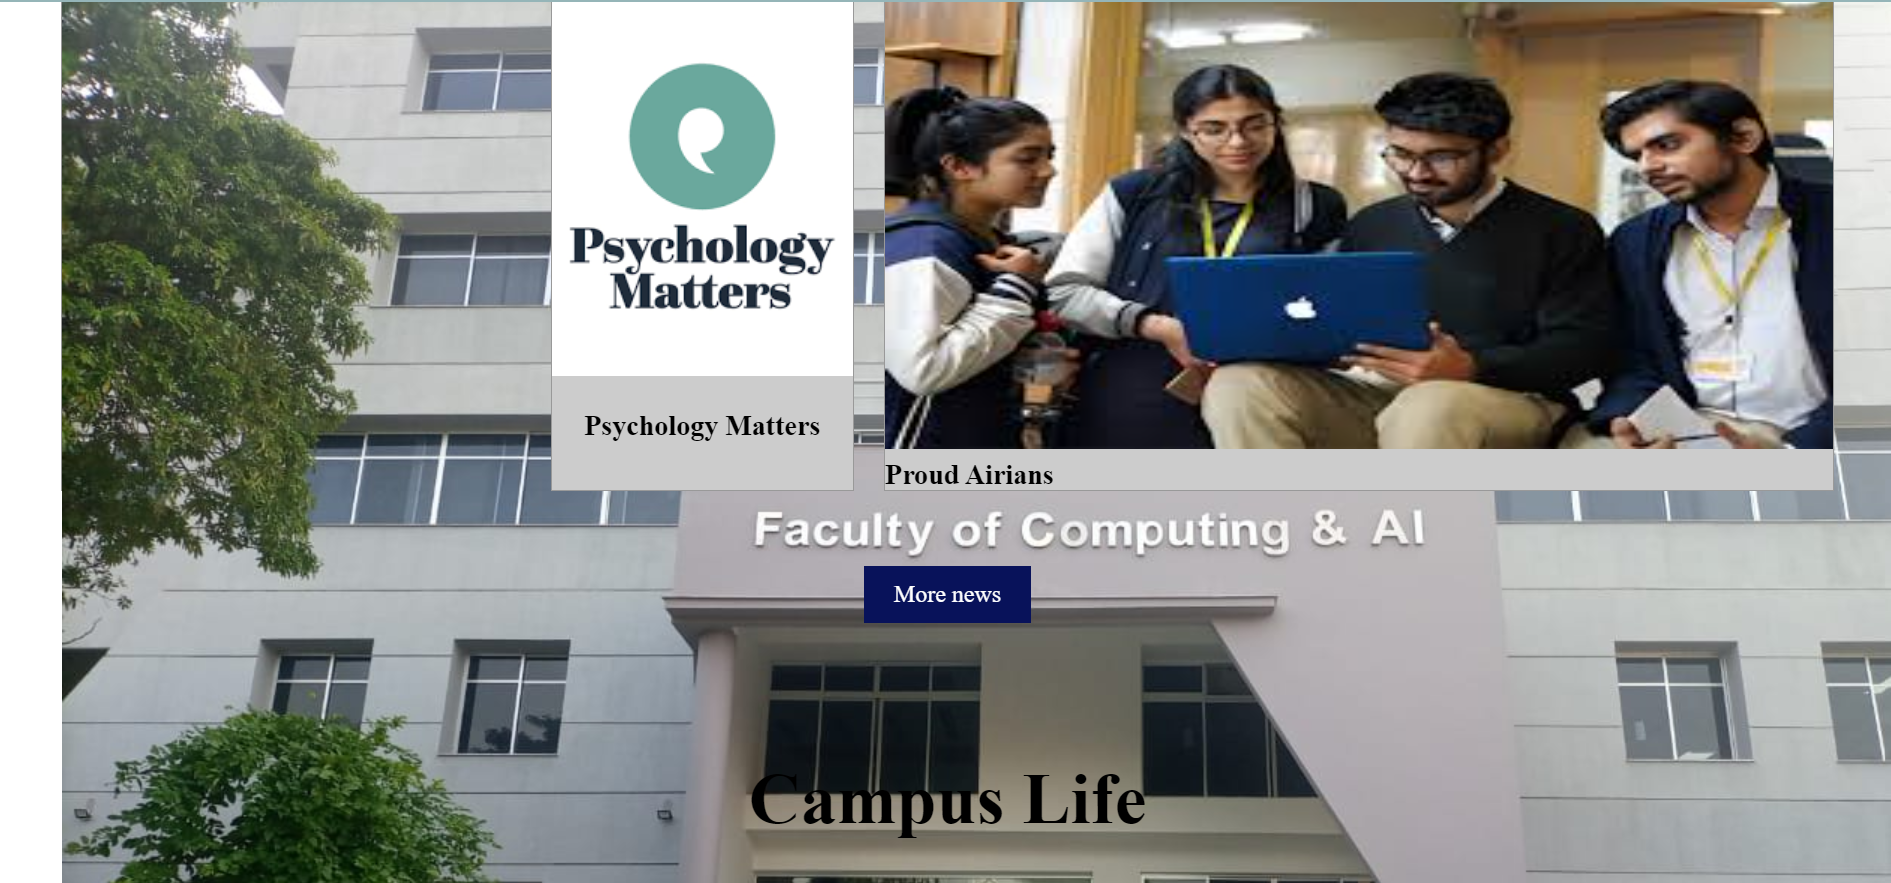 Psychology
Matters
Psychology Matters
Proud Airians
Faculty of Computing & AI
More news
Campus Life